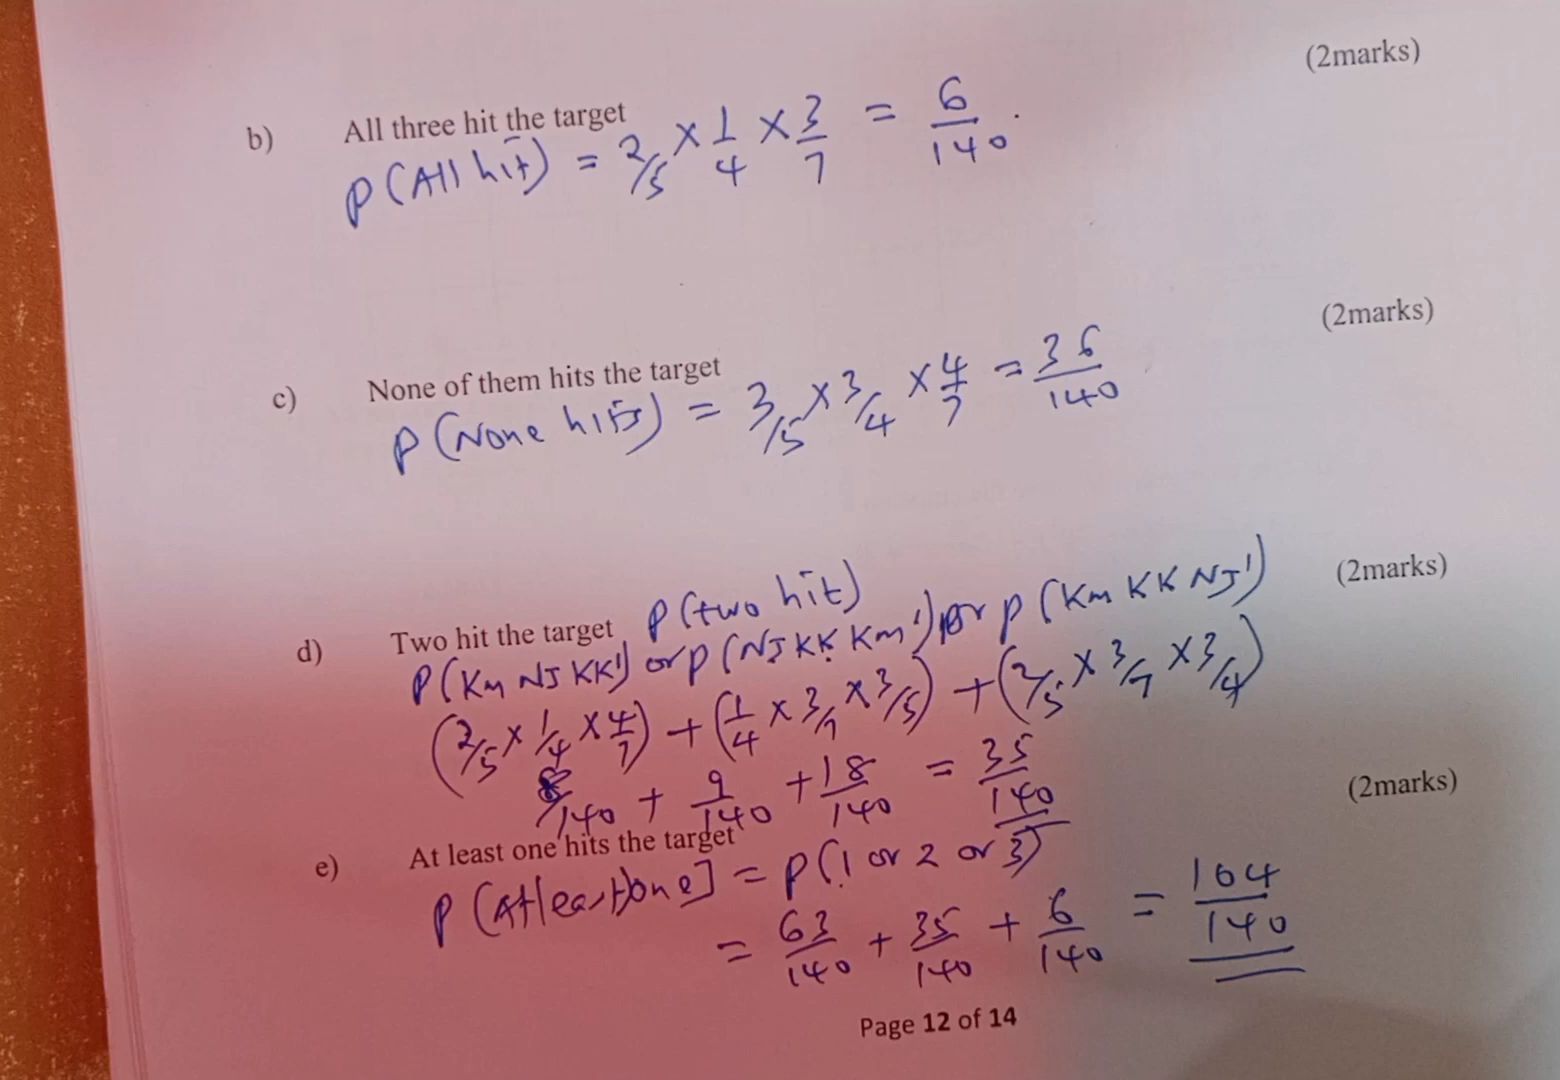 (2marks)
b) All three hit the target
P(All hit) = 2/5 × 1/4 × 3/7 = 6/140.
(2marks)
c) None of them hits the target
P(None hits) = 3/5 × 3/4 × 4/7 = 36/140
(2marks)
d) Two hit the target P(two hit)
P(Km NJ KK') or P(NJ KK Km') or P(Km KK NJ')
(2/5 × 1/4 × 4/7) + (1/4 × 3/7 × 3/5) + (2/5 × 3/7 × 3/4)
8/140 + 9/140 + 18/140 = 35/140
(2marks)
e) At least one hits the target
P(Atleastone] = P(1 or 2 or 3)
= 63/140 + 35/140 + 6/140 = 104/140
Page 12 of 14